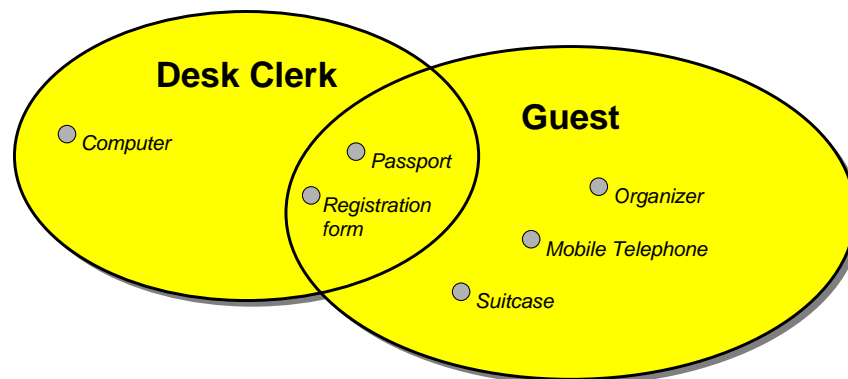 Desk Clerk
Guest
Computer
Passport
Registration
form
Organizer
Mobile Telephone
Suitcase